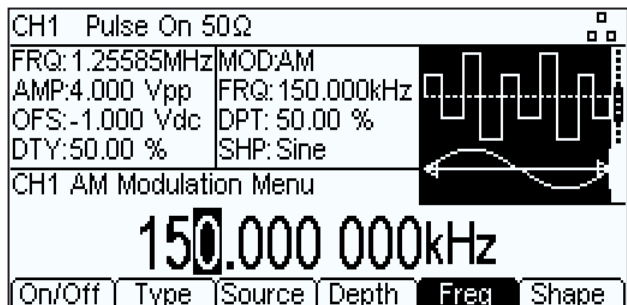 CH1 Pulse On 50Ω
FRQ:1.25585MHz MOD:AM
AMP:4.000 Vpp FRQ:150.000kHz
OFS:-1.000 Vdc DPT: 50.00 %
DTY:50.00 % SHP: Sine
CH1 AM Modulation Menu
150.000 000kHz
On/Off Type Source Depth Freq Shape